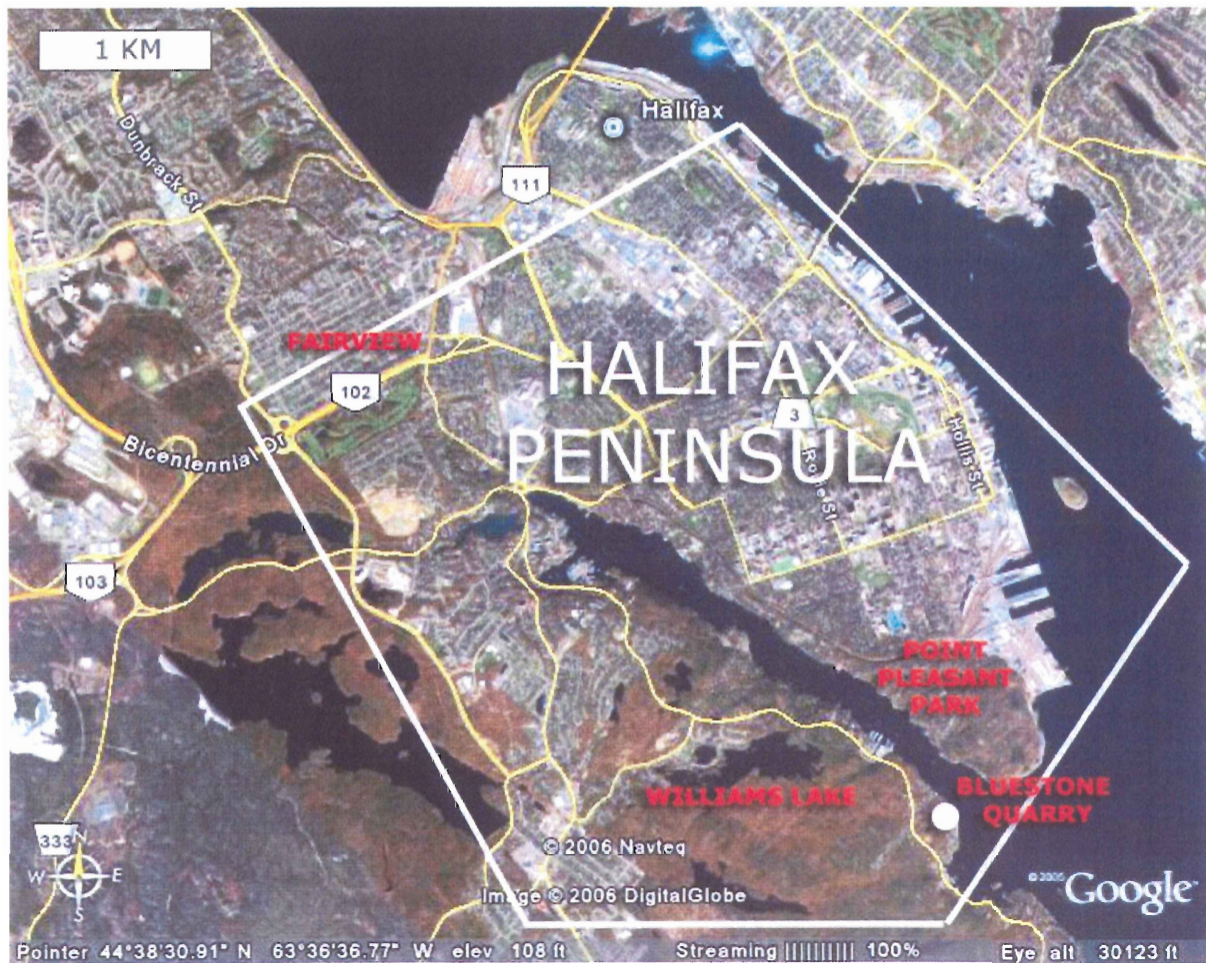 1 KM
Halifax
Dunbrack St
111
FAIRVIEW
HALIFAX
PENINSULA
102
3
Bicentennial Dr
Robie St
Hollis St
103
POINT
PLEASANT
PARK
WILLIAMS LAKE
BLUESTONE
QUARRY
333
N
W E
S
© 2006 Navteq
Image © 2006 DigitalGlobe
© 2005 Google™
Pointer 44°38'30.91" N 63°36'36.77" W elev 108 ft Streaming |||||||||| 100% Eye alt 30123 ft